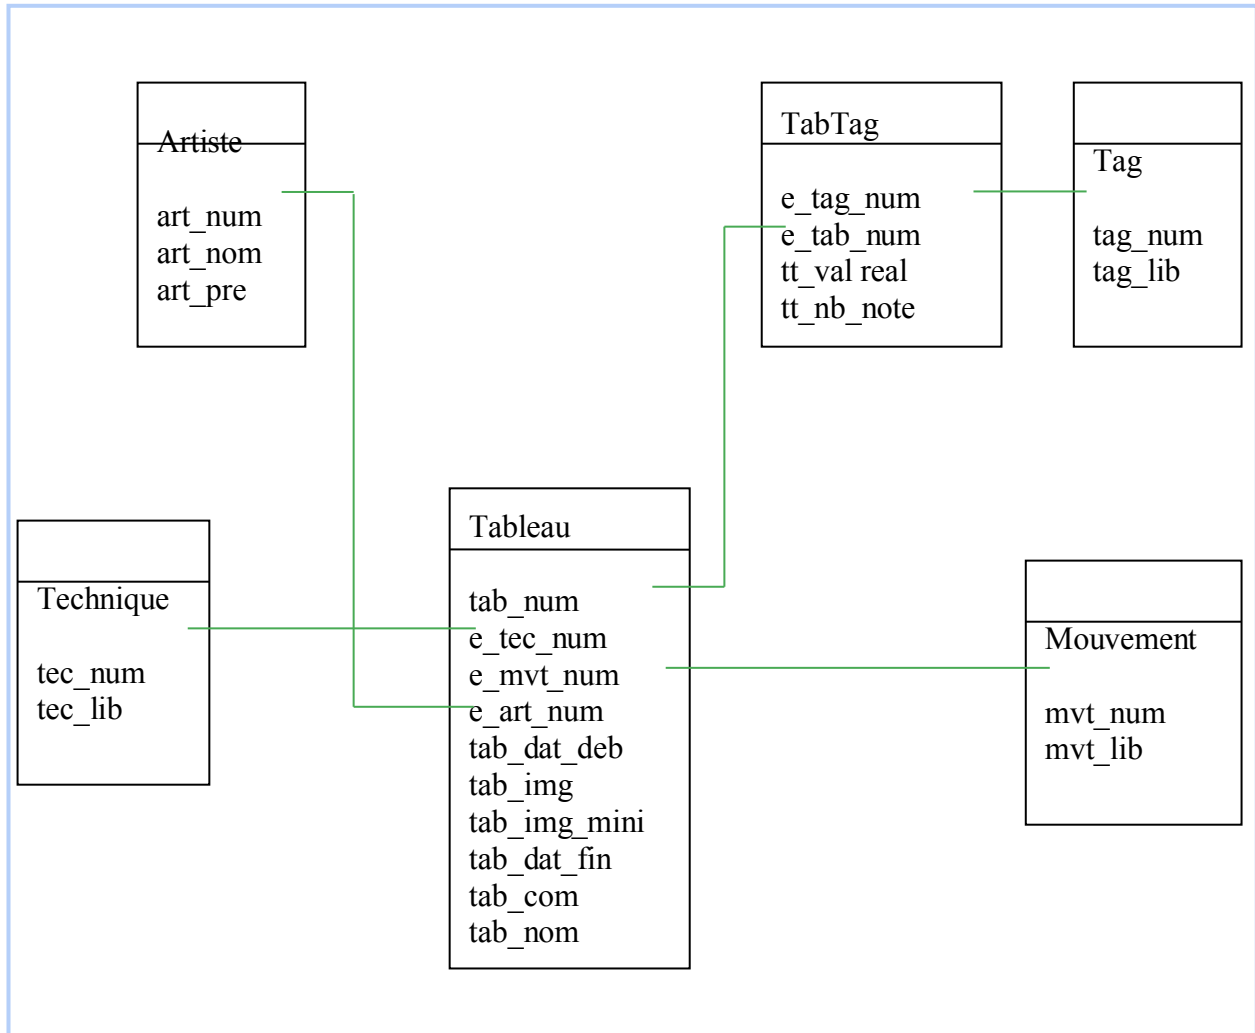 Artiste
art_num
art_nom
art_pre
TabTag
e_tag_num
e_tab_num
tt_val real
tt_nb_note
Tag
tag_num
tag_lib
Technique
tec_num
tec_lib
Tableau
tab_num
e_tec_num
e_mvt_num
e_art_num
tab_dat_deb
tab_img
tab_img_mini
tab_dat_fin
tab_com
tab_nom
Mouvement
mvt_num
mvt_lib